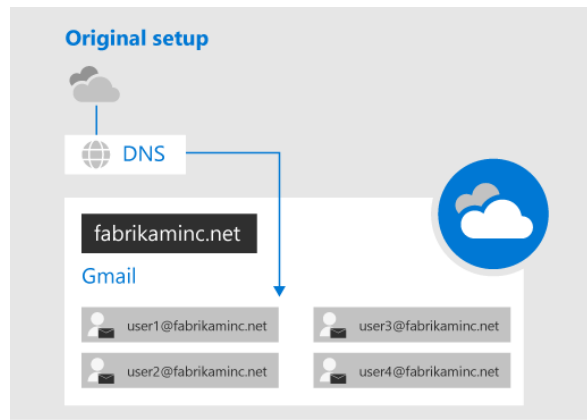 Original setup
DNS
fabrikaminc.net
Gmail
user1@fabrikaminc.net
user3@fabrikaminc.net
user2@fabrikaminc.net
user4@fabrikaminc.net